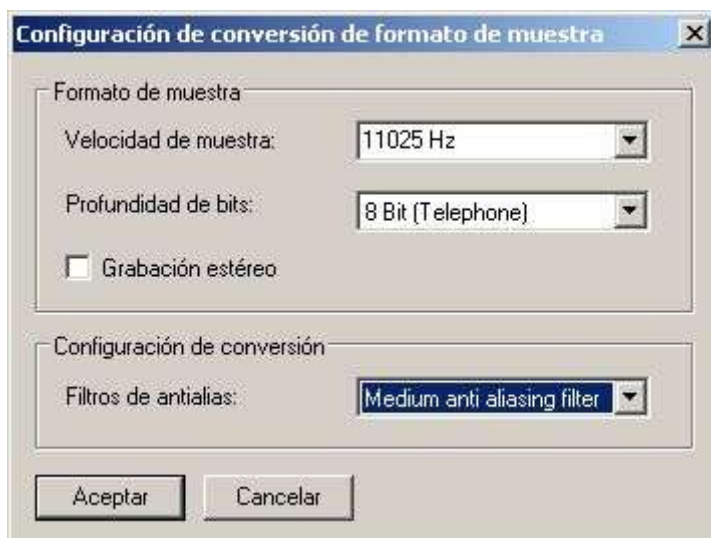 Configuración de conversión de formato de muestra
Formato de muestra
Velocidad de muestra: 11025 Hz
Profundidad de bits: 8 Bit (Telephone)
Grabación estéreo
Configuración de conversión
Filtros de antialias: Medium anti aliasing filter
Aceptar Cancelar